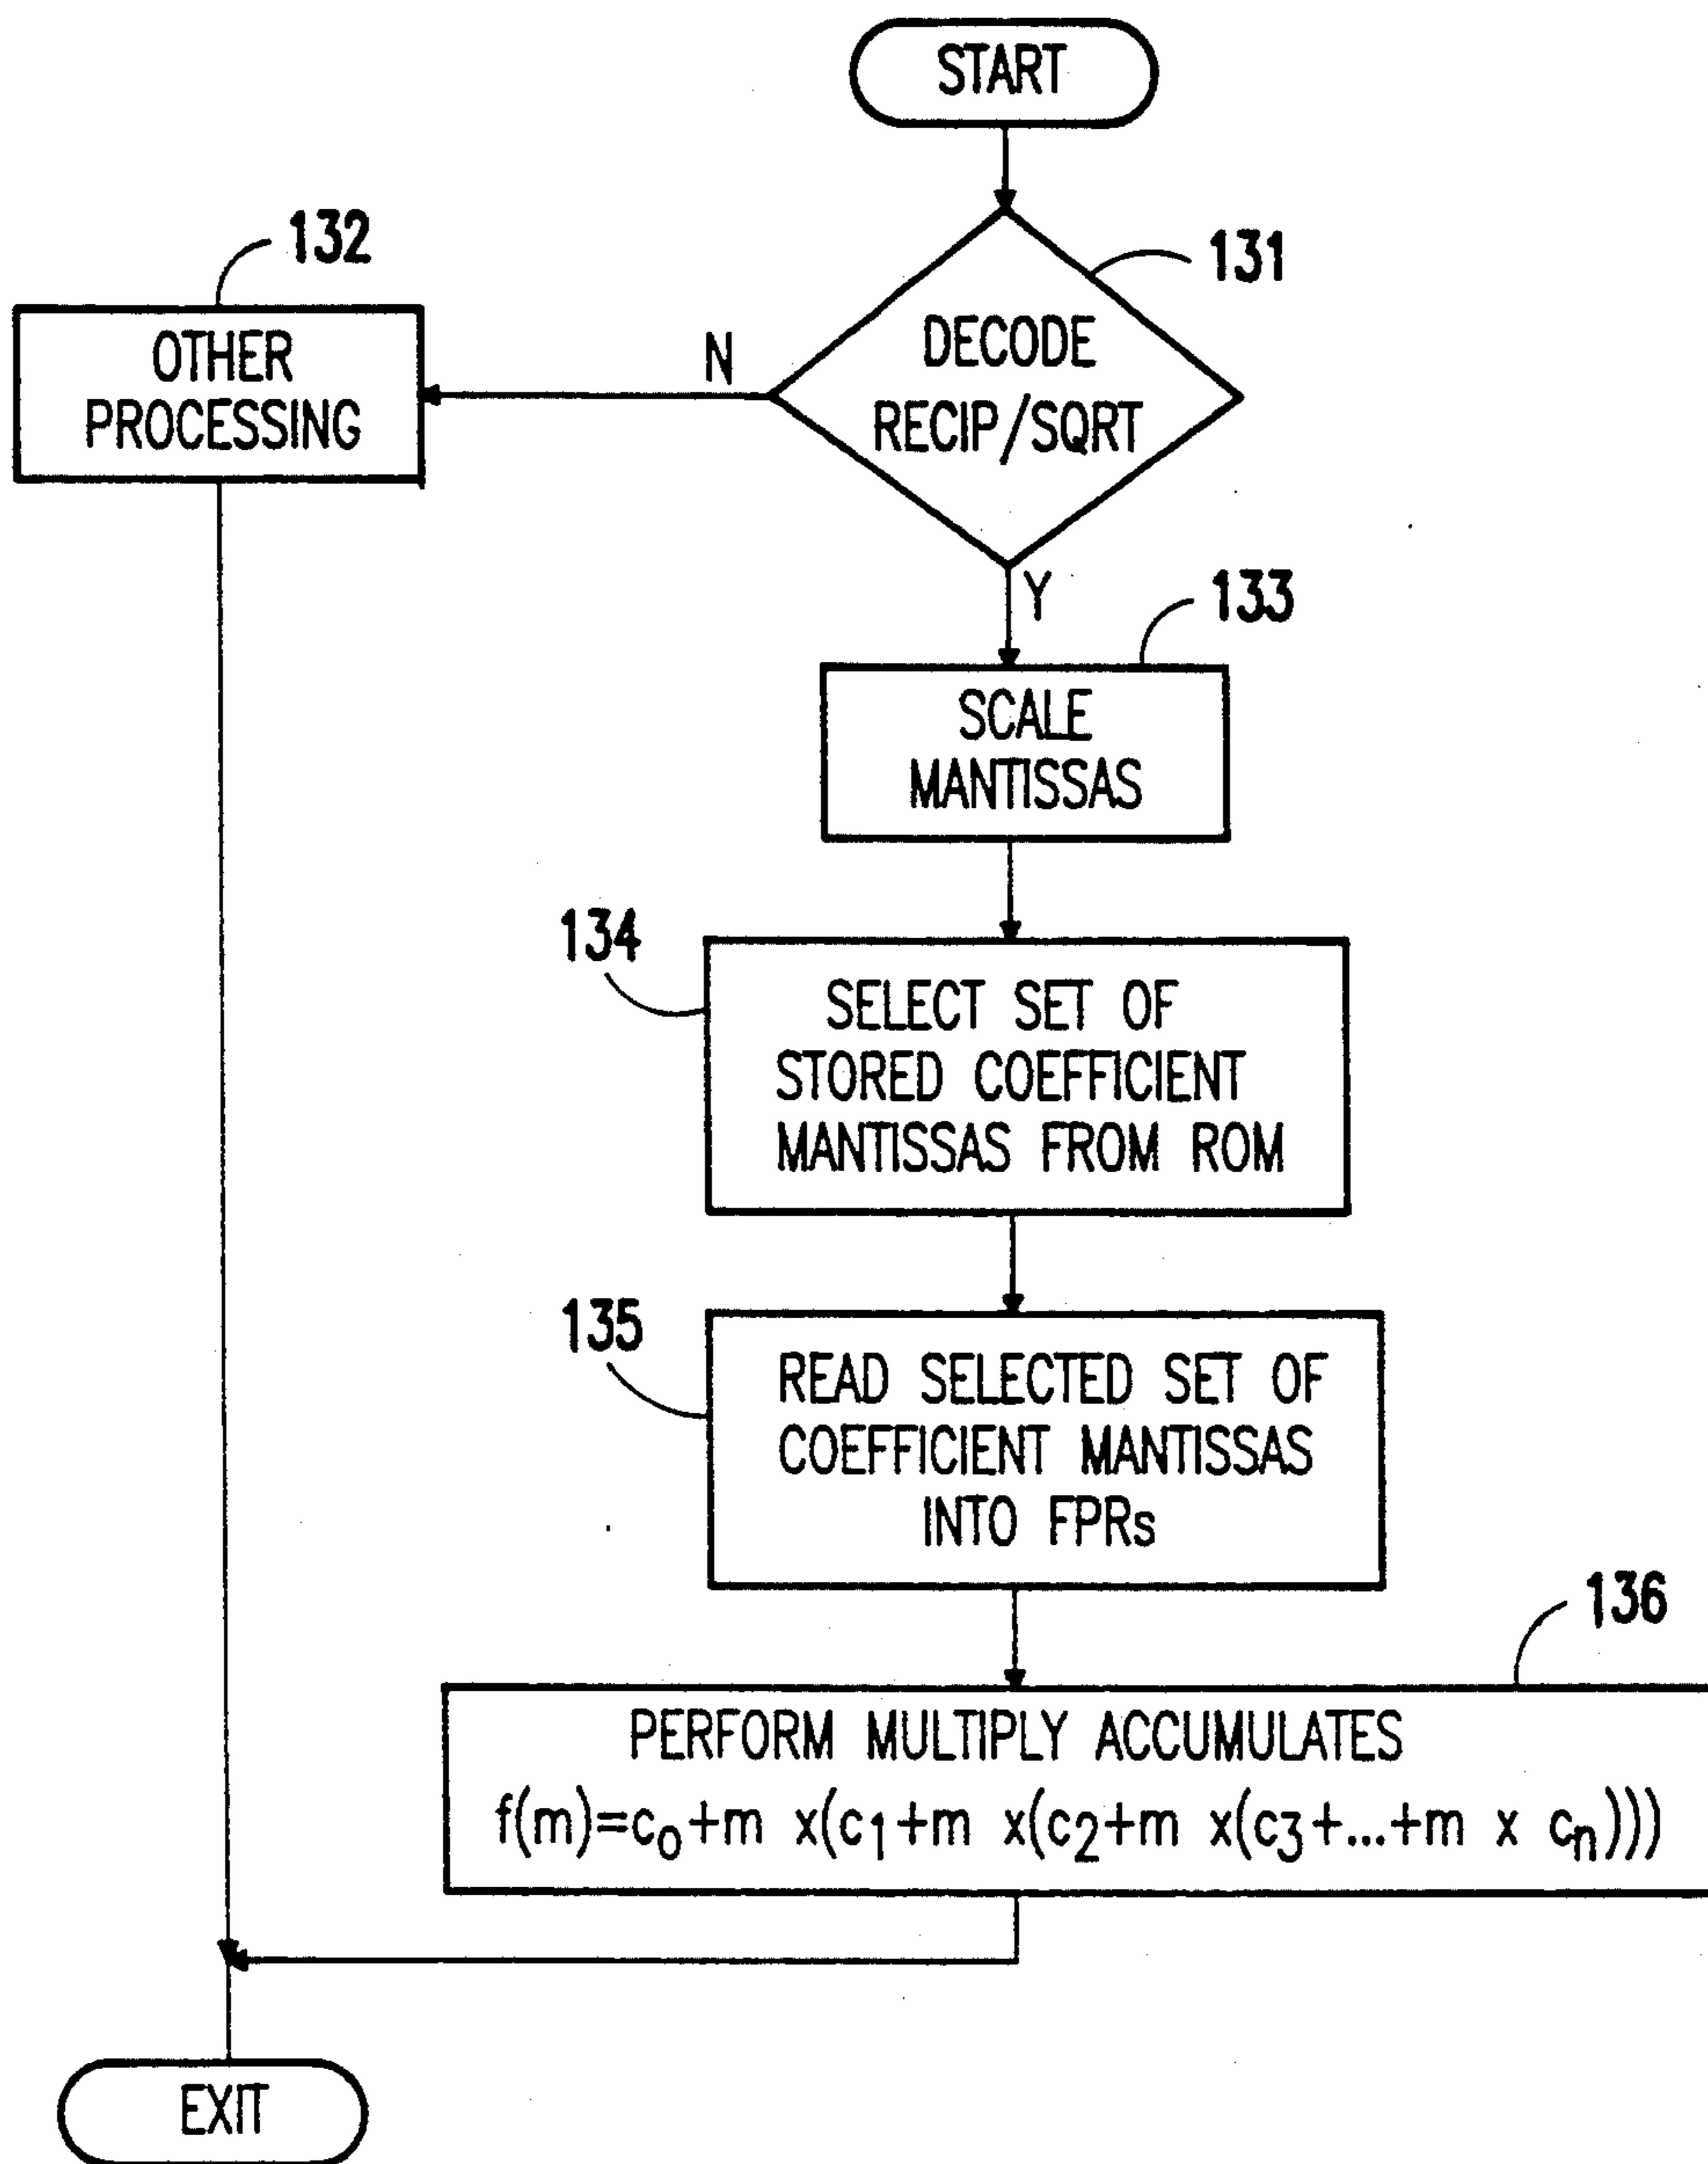 START
132
131
OTHER
PROCESSING
N
DECODE
RECIP/SQRT
Y
133
SCALE
MANTISSAS
134
SELECT SET OF
STORED COEFFICIENT
MANTISSAS FROM ROM
135
READ SELECTED SET OF
COEFFICIENT MANTISSAS
INTO FPRs
136
PERFORM MULTIPLY ACCUMULATES
f(m)=c₀+m x(c₁+m x(c₂+m x(c₃+...+m x cₙ)))
EXIT